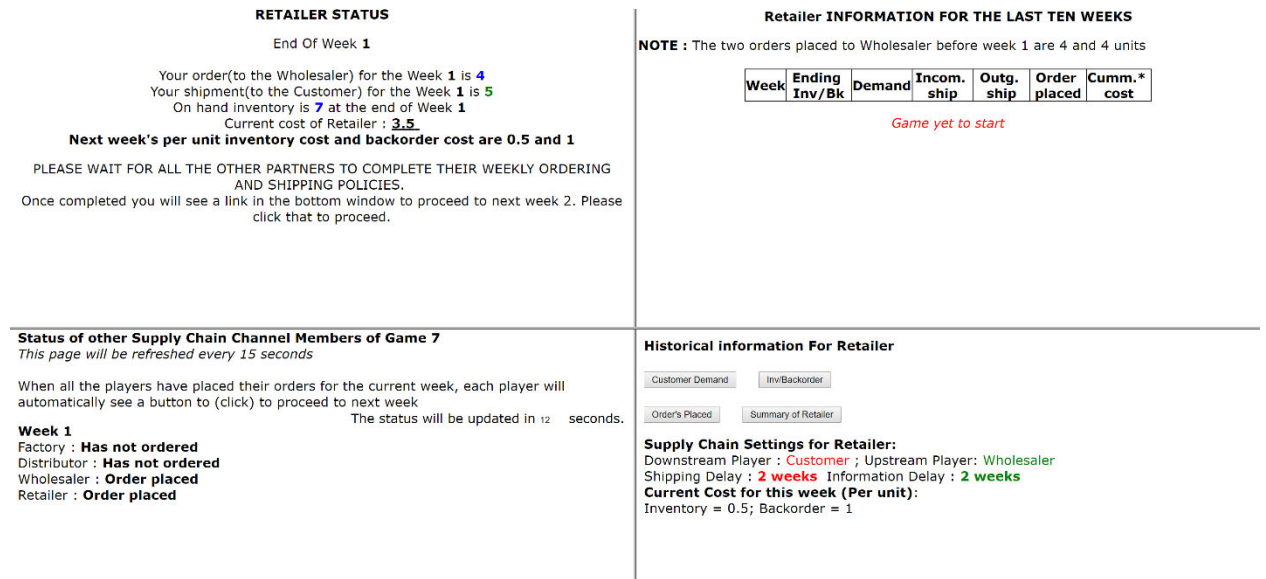 RETAILER STATUS
End Of Week 1
Your order(to the Wholesaler) for the Week 1 is 4
Your shipment(to the Customer) for the Week 1 is 5
On hand inventory is 7 at the end of Week 1
Current cost of Retailer : 3.5
Next week's per unit inventory cost and backorder cost are 0.5 and 1
PLEASE WAIT FOR ALL THE OTHER PARTNERS TO COMPLETE THEIR WEEKLY ORDERING
AND SHIPPING POLICIES.
Once completed you will see a link in the bottom window to proceed to next week 2. Please
click that to proceed.
Retailer INFORMATION FOR THE LAST TEN WEEKS
NOTE : The two orders placed to Wholesaler before week 1 are 4 and 4 units
Week Ending Inv/Bk Demand Incom. ship Outg. ship Order placed Cumm.* cost
Game yet to start
Status of other Supply Chain Channel Members of Game 7
This page will be refreshed every 15 seconds
When all the players have placed their orders for the current week, each player will
automatically see a button to (click) to proceed to next week
The status will be updated in 12 seconds.
Week 1
Factory : Has not ordered
Distributor : Has not ordered
Wholesaler : Order placed
Retailer : Order placed
Historical information For Retailer
Customer Demand Inv/Backorder
Order's Placed Summary of Retailer
Supply Chain Settings for Retailer:
Downstream Player : Customer ; Upstream Player: Wholesaler
Shipping Delay : 2 weeks Information Delay : 2 weeks
Current Cost for this week (Per unit):
Inventory = 0.5; Backorder = 1